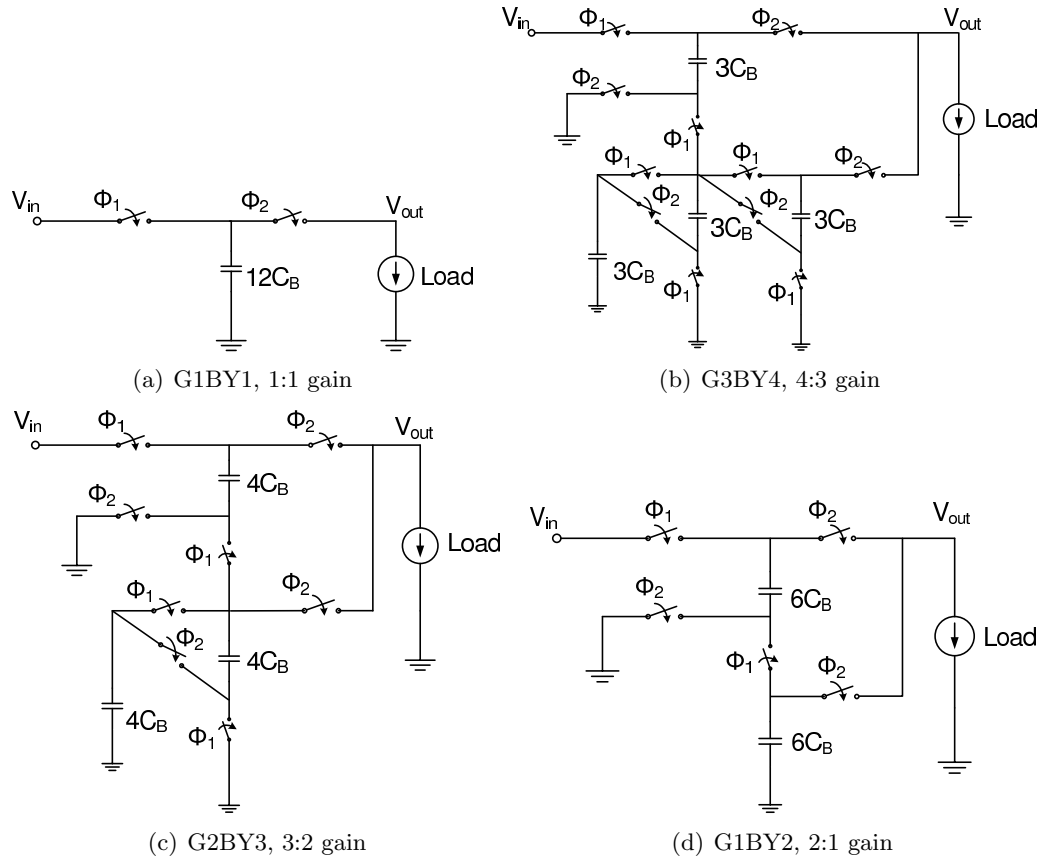 V_in
Φ₁
Φ₂
V_out
12C_B
Load
(a) G1BY1, 1:1 gain
V_in
Φ₁
Φ₂
V_out
3C_B
Φ₂
Load
Φ₁
Φ₁
Φ₁
Φ₂
Φ₂
Φ₂
3C_B
3C_B
3C_B
Φ₁
Φ₁
(b) G3BY4, 4:3 gain
V_in
Φ₁
Φ₂
V_out
4C_B
Φ₂
Load
Φ₁
Φ₁
Φ₂
Φ₂
4C_B
4C_B
Φ₁
(c) G2BY3, 3:2 gain
V_in
Φ₁
Φ₂
V_out
6C_B
Φ₂
Load
Φ₁
Φ₂
6C_B
(d) G1BY2, 2:1 gain